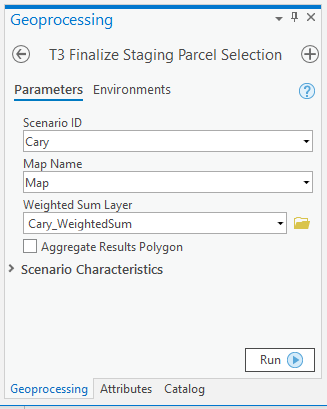 Geoprocessing
T3 Finalize Staging Parcel Selection
Parameters Environments
?
Scenario ID
Cary
Map Name
Map
Weighted Sum Layer
Cary_WeightedSum
Aggregate Results Polygon
Scenario Characteristics
Run
Geoprocessing Attributes Catalog